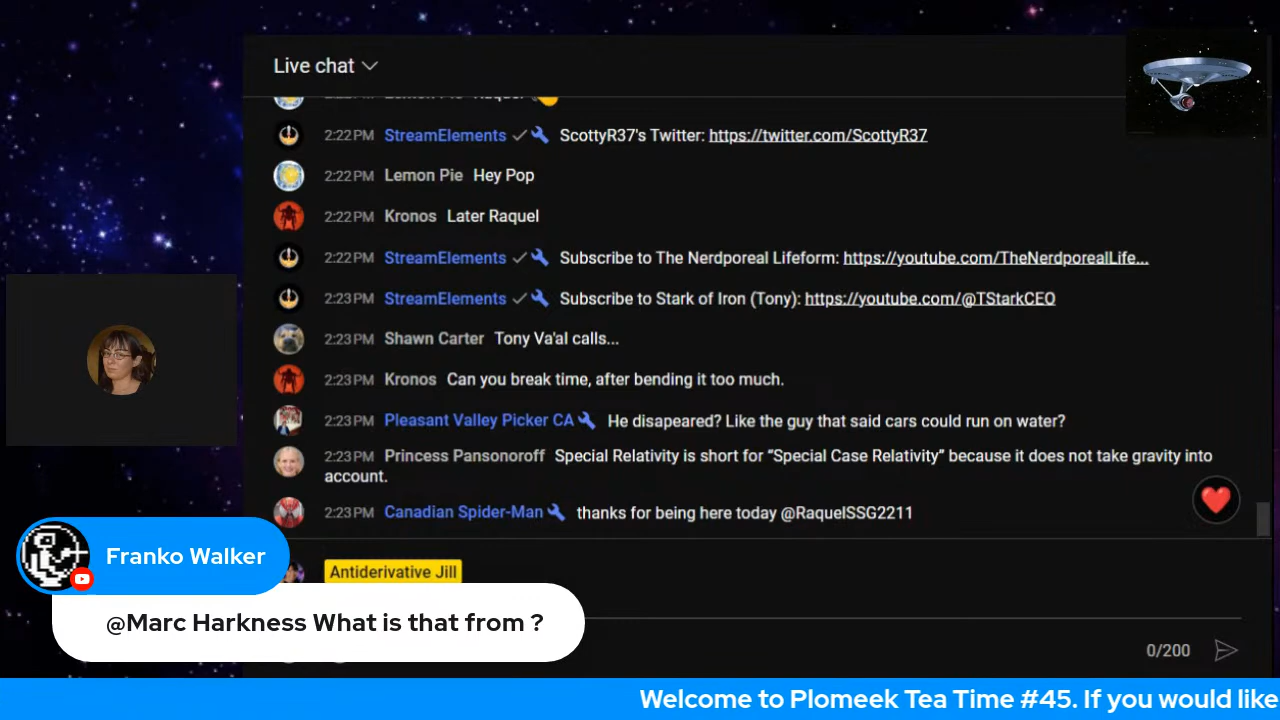 Live chat
2:22PM StreamElements ScottyR37's Twitter: https://twitter.com/ScottyR37
2:22PM Lemon Pie Hey Pop
2:22PM Kronos Later Raquel
2:22PM StreamElements Subscribe to The Nerdporeal Lifeform: https://youtube.com/TheNerdporealLife...
2:23PM StreamElements Subscribe to Stark of Iron (Tony): https://youtube.com/@TStarkCEO
2:23PM Shawn Carter Tony Va'al calls...
2:23PM Kronos Can you break time, after bending it too much.
2:23PM Pleasant Valley Picker CA He disapeared? Like the guy that said cars could run on water?
2:23PM Princess Pansonoroff Special Relativity is short for “Special Case Relativity” because it does not take gravity into
account.
2:23PM Canadian Spider-Man thanks for being here today @RaquelSSG2211
Franko Walker
Antiderivative Jill
@Marc Harkness What is that from ?
0/200
Welcome to Plomeek Tea Time #45. If you would like